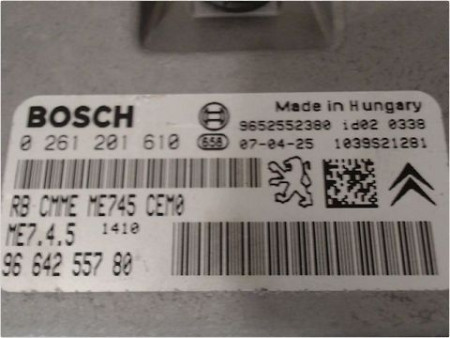 BOSCH
Made in Hungary
9652552380 id02 0338
0 261 201 610
658 07-04-25 1039S21281
RB CMME ME745 CEM0
ME7.4.5 1410
96 642 557 80